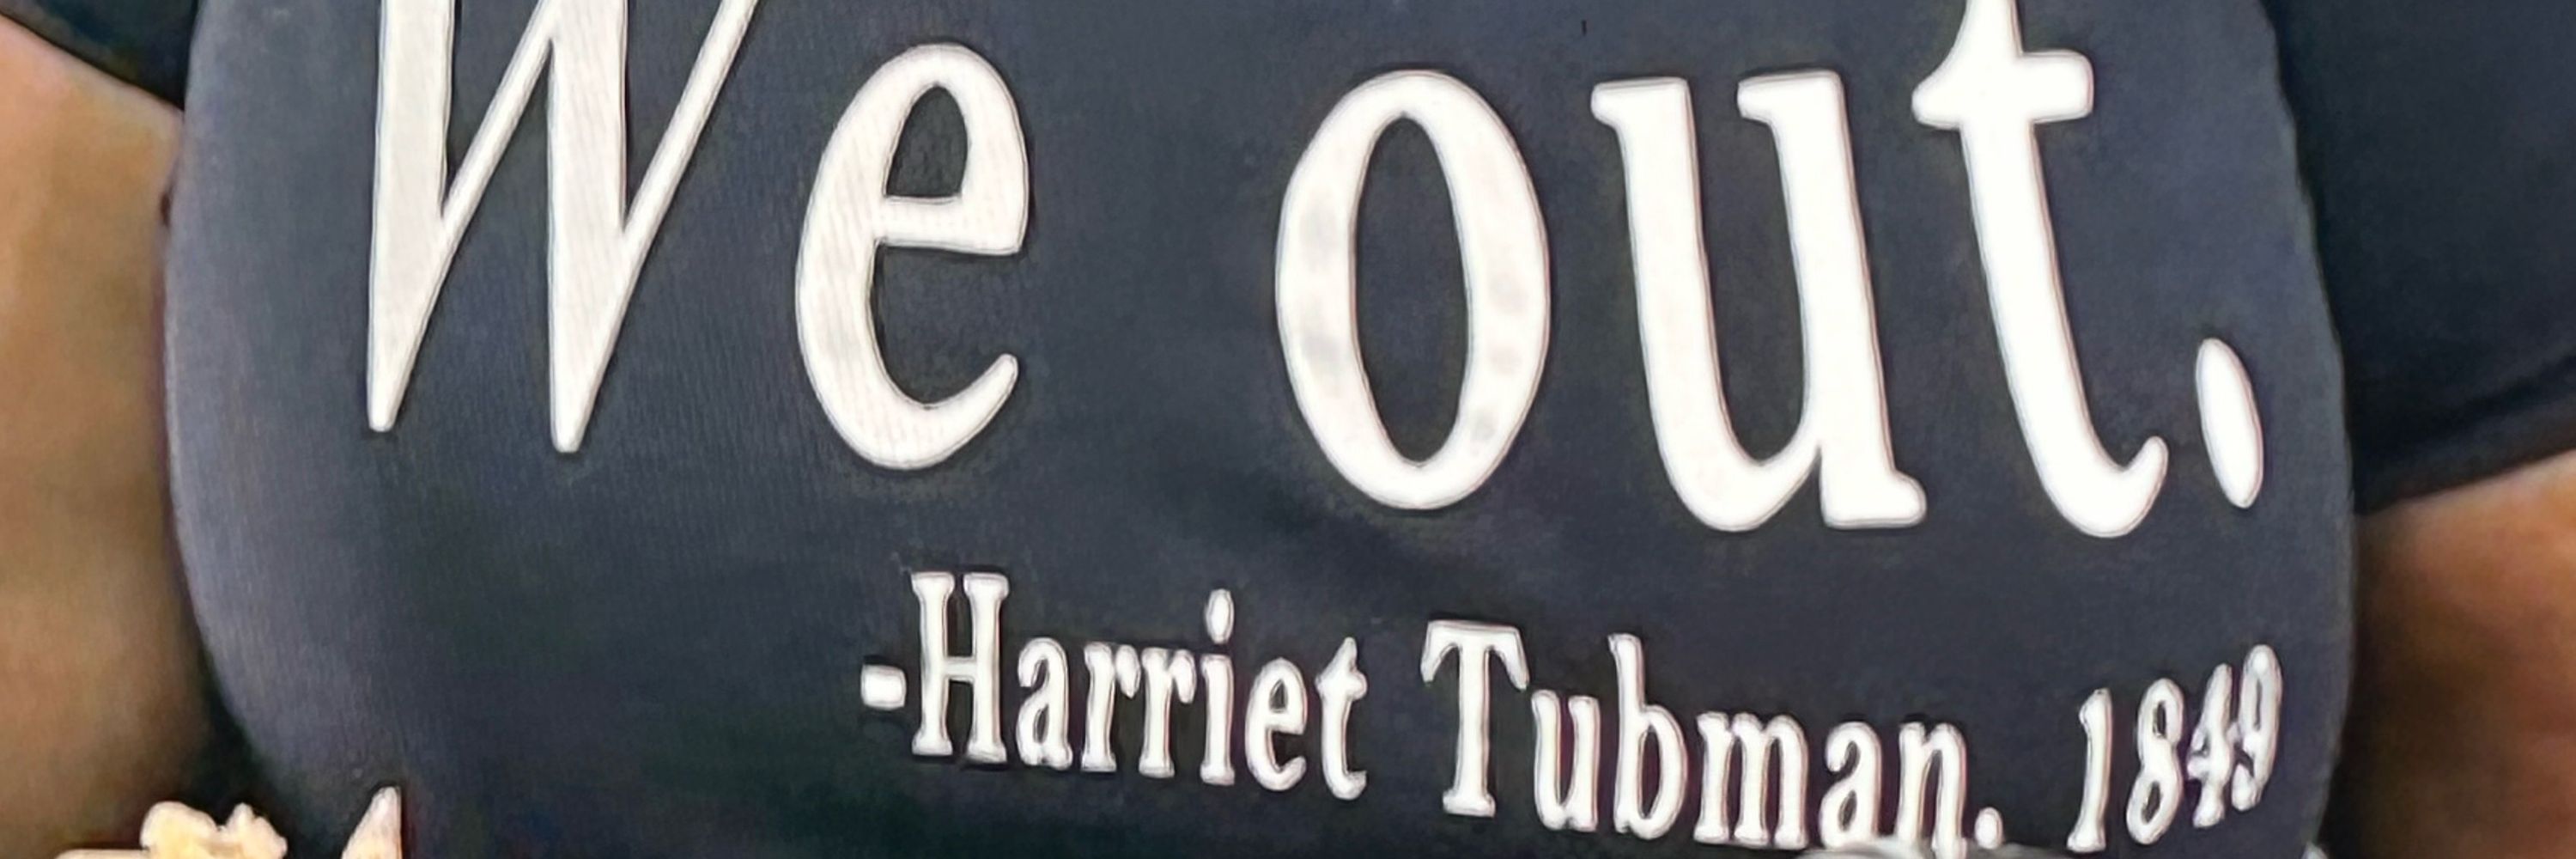 We out.
-Harriet Tubman. 1849